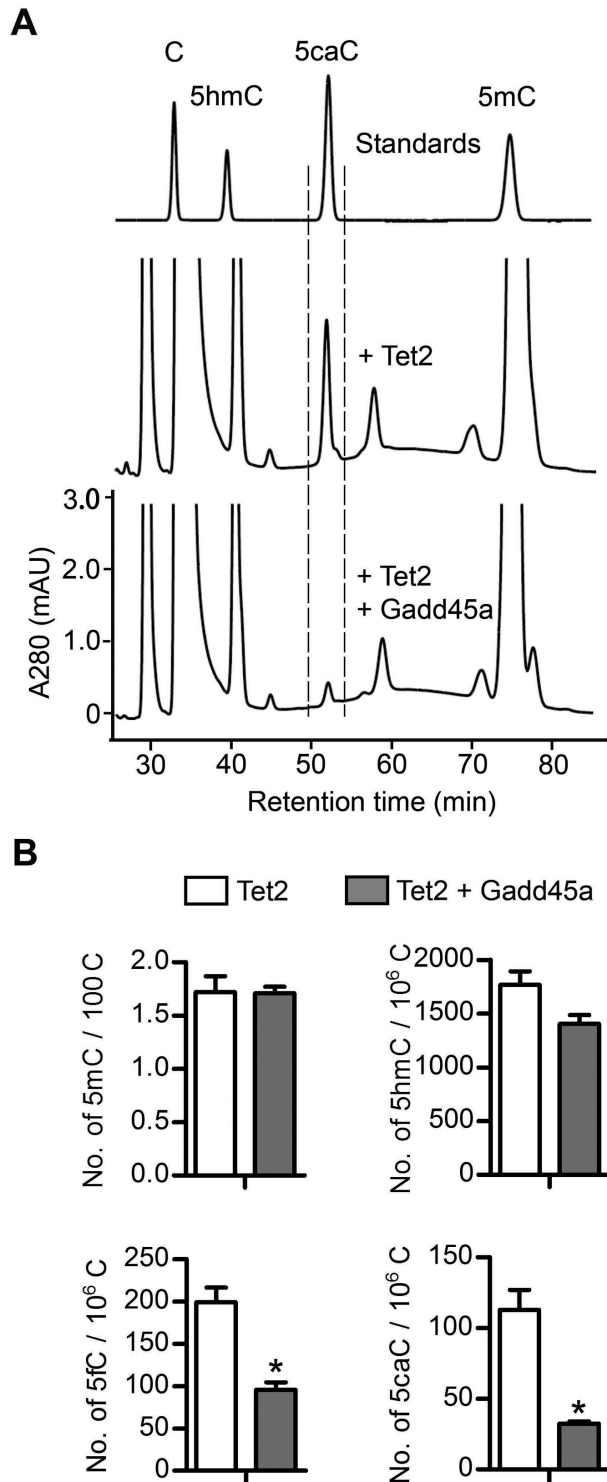 A
C
5hmC
5caC
5mC
Standards
+ Tet2
3.0
2.0
1.0
0
A280 (mAU)
+ Tet2
+ Gadd45a
30 40 50 60 70 80
Retention time (min)
B
Tet2
Tet2 + Gadd45a
No. of 5mC / 100 C
2.0
1.5
1.0
0.5
0.0
No. of 5hmC / 10⁶ C
2000
1500
1000
500
0
No. of 5fC / 10⁶ C
250
200
150
100
50
0
*
No. of 5caC / 10⁶ C
150
100
50
0
*